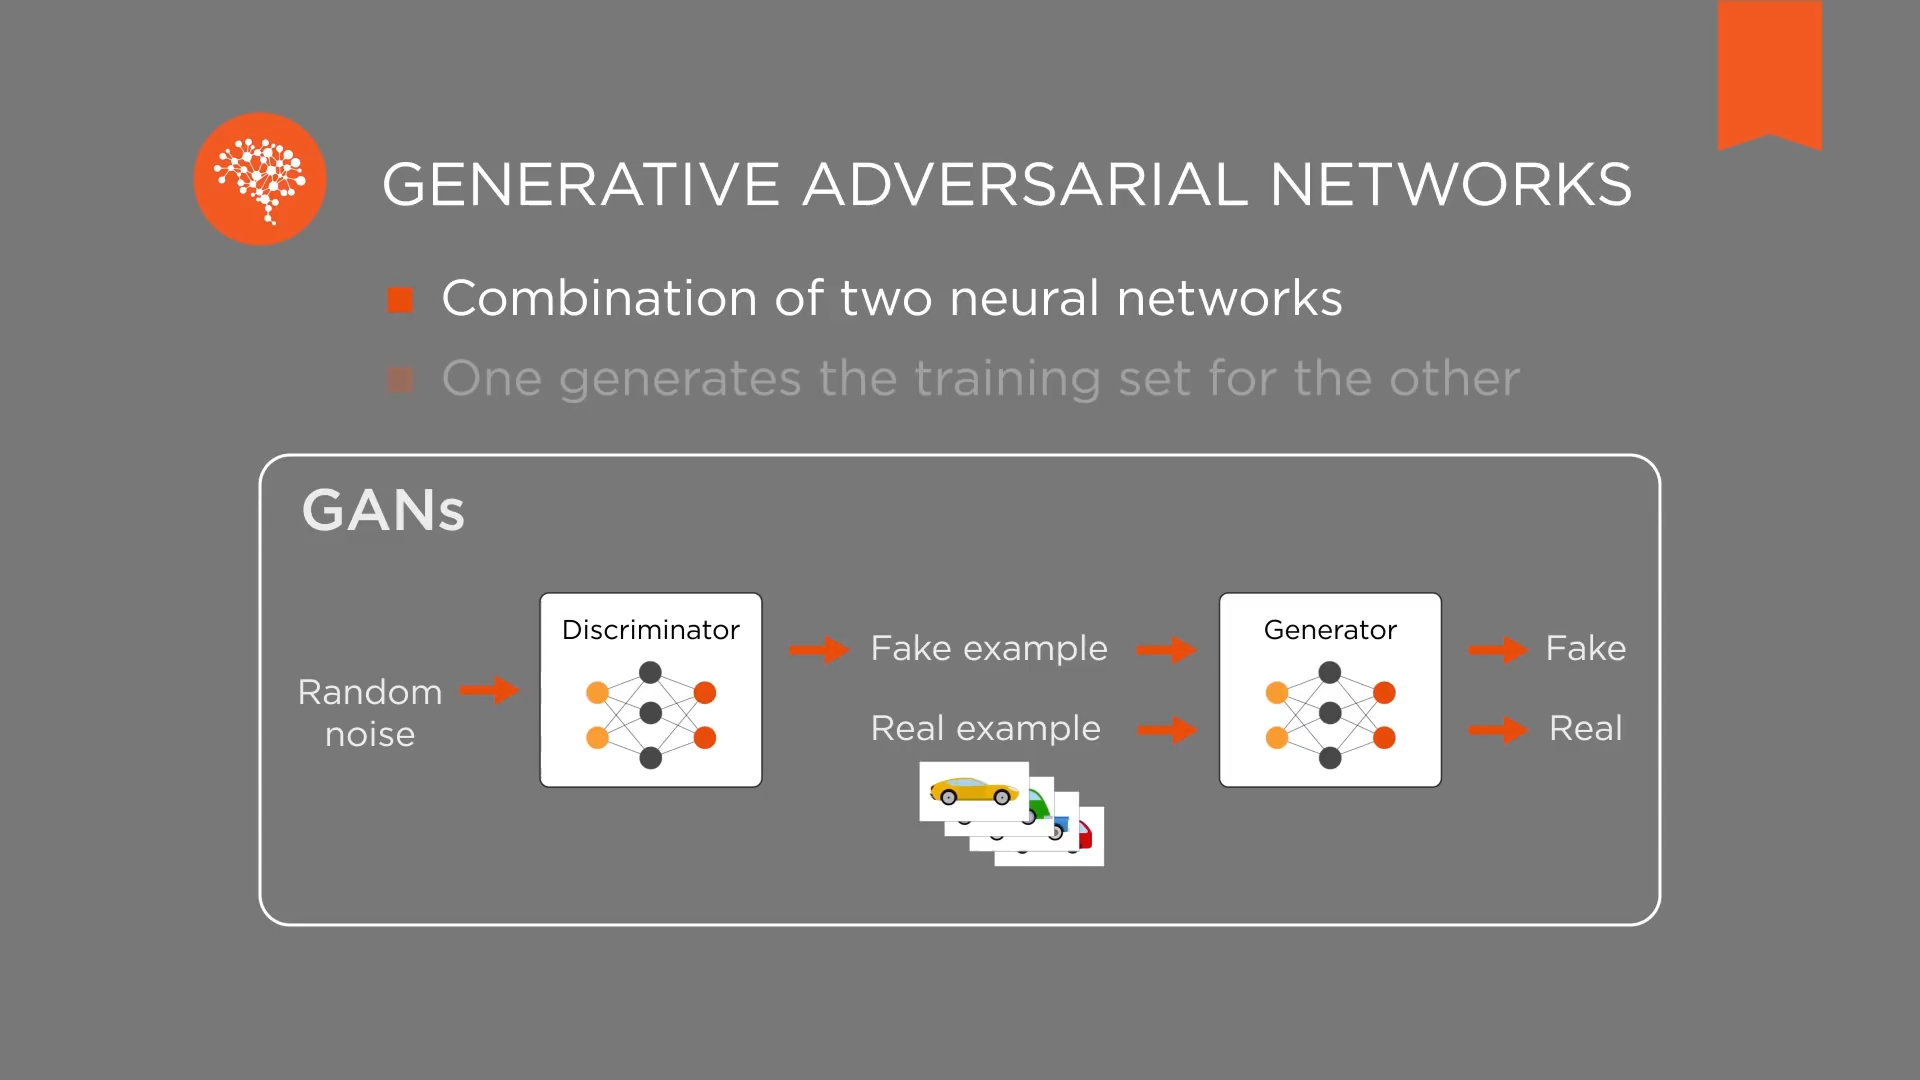 GENERATIVE ADVERSARIAL NETWORKS
Combination of two neural networks
One generates the training set for the other
GANs
Random
noise
Discriminator
Fake example
Real example
Generator
Fake
Real